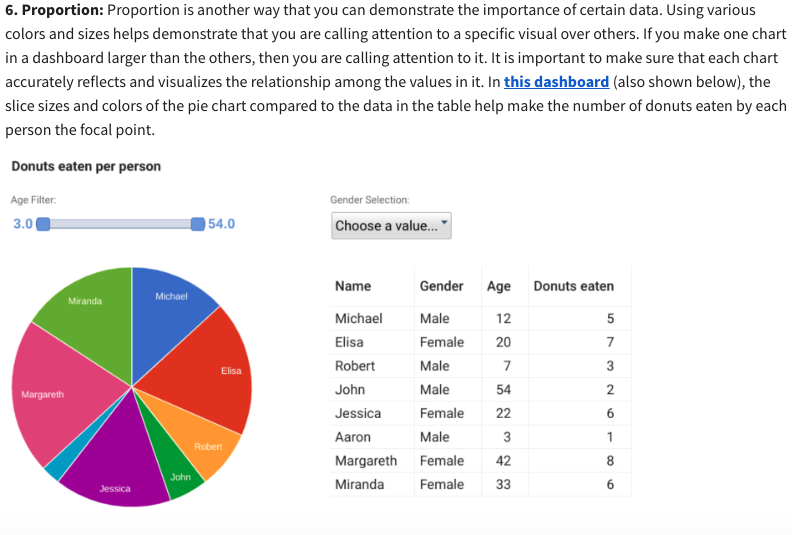 6. Proportion: Proportion is another way that you can demonstrate the importance of certain data. Using various
colors and sizes helps demonstrate that you are calling attention to a specific visual over others. If you make one chart
in a dashboard larger than the others, then you are calling attention to it. It is important to make sure that each chart
accurately reflects and visualizes the relationship among the values in it. In this dashboard (also shown below), the
slice sizes and colors of the pie chart compared to the data in the table help make the number of donuts eaten by each
person the focal point.
Donuts eaten per person
Age Filter:
3.0 54.0
Gender Selection:
Choose a value...
Miranda
Michael
Elisa
Margareth
Robert
John
Jessica
Name Gender Age Donuts eaten
Michael Male 12 5
Elisa Female 20 7
Robert Male 7 3
John Male 54 2
Jessica Female 22 6
Aaron Male 3 1
Margareth Female 42 8
Miranda Female 33 6